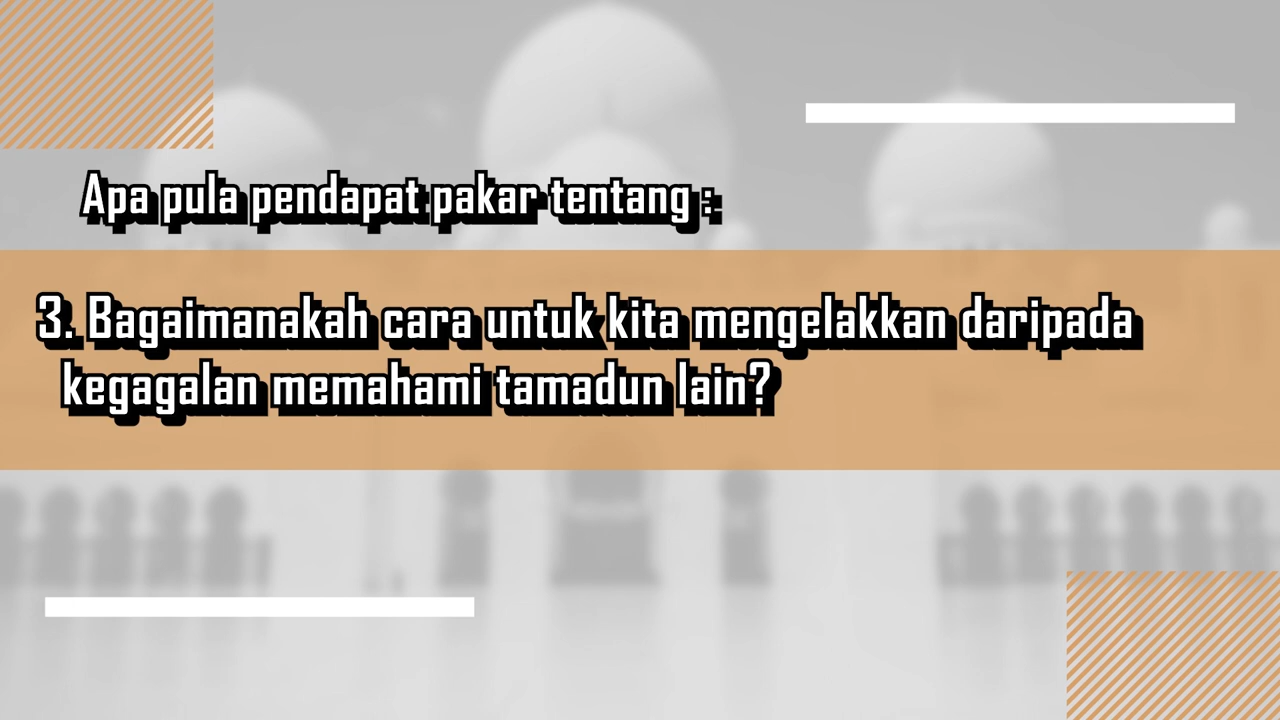 Apa pula pendapat pakar tentang :
3. Bagaimanakah cara untuk kita mengelakkan daripada
kegagalan memahami tamadun lain?